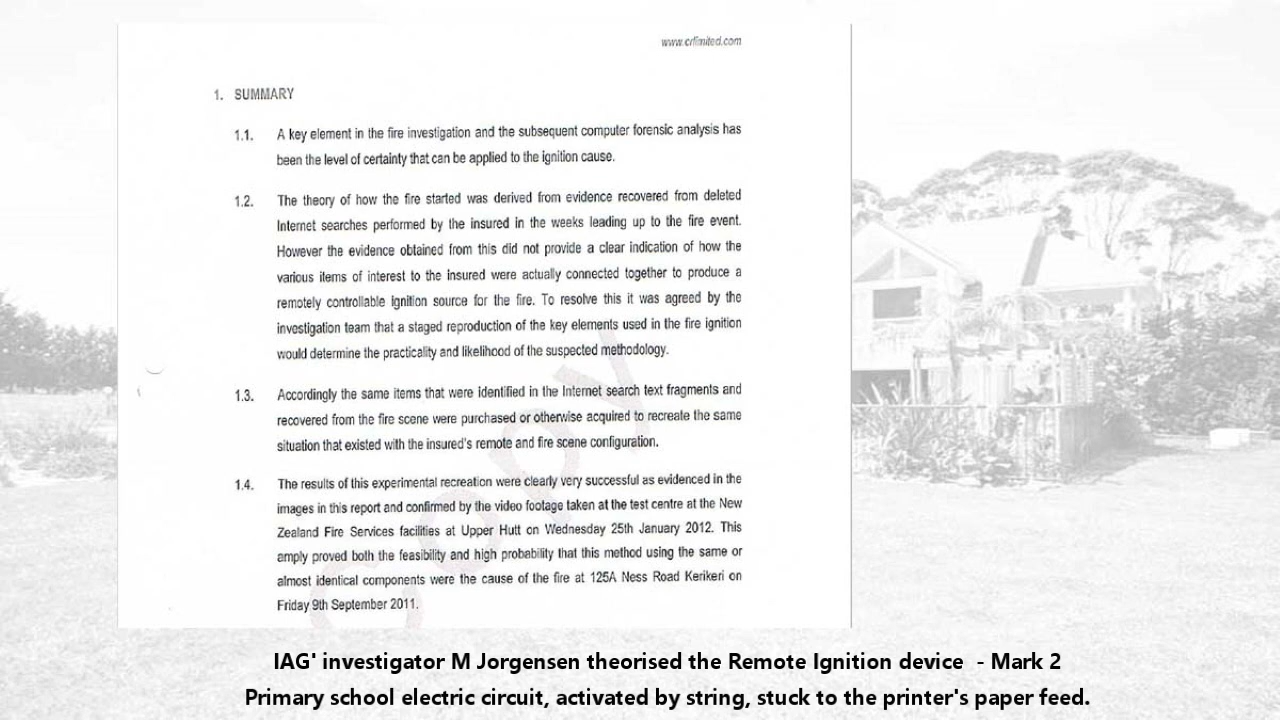 www.crlimited.com
1. SUMMARY
1.1. A key element in the fire investigation and the subsequent computer forensic analysis has
been the level of certainty that can be applied to the ignition cause.
1.2. The theory of how the fire started was derived from evidence recovered from deleted
Internet searches performed by the insured in the weeks leading up to the fire event.
However the evidence obtained from this did not provide a clear indication of how the
various items of interest to the insured were actually connected together to produce a
remotely controllable ignition source for the fire. To resolve this it was agreed by the
investigation team that a staged reproduction of the key elements used in the fire ignition
would determine the practicality and likelihood of the suspected methodology.
1.3. Accordingly the same items that were identified in the Internet search text fragments and
recovered from the fire scene were purchased or otherwise acquired to recreate the same
situation that existed with the insured's remote and fire scene configuration.
1.4. The results of this experimental recreation were clearly very successful as evidenced in the
images in this report and confirmed by the video footage taken at the test centre at the New
Zealand Fire Services facilities at Upper Hutt on Wednesday 25th January 2012. This
amply proved both the feasibility and high probability that this method using the same or
almost identical components were the cause of the fire at 125A Ness Road Kerikeri on
Friday 9th September 2011.
Copy
IAG' investigator M Jorgensen theorised the Remote Ignition device - Mark 2
Primary school electric circuit, activated by string, stuck to the printer's paper feed.